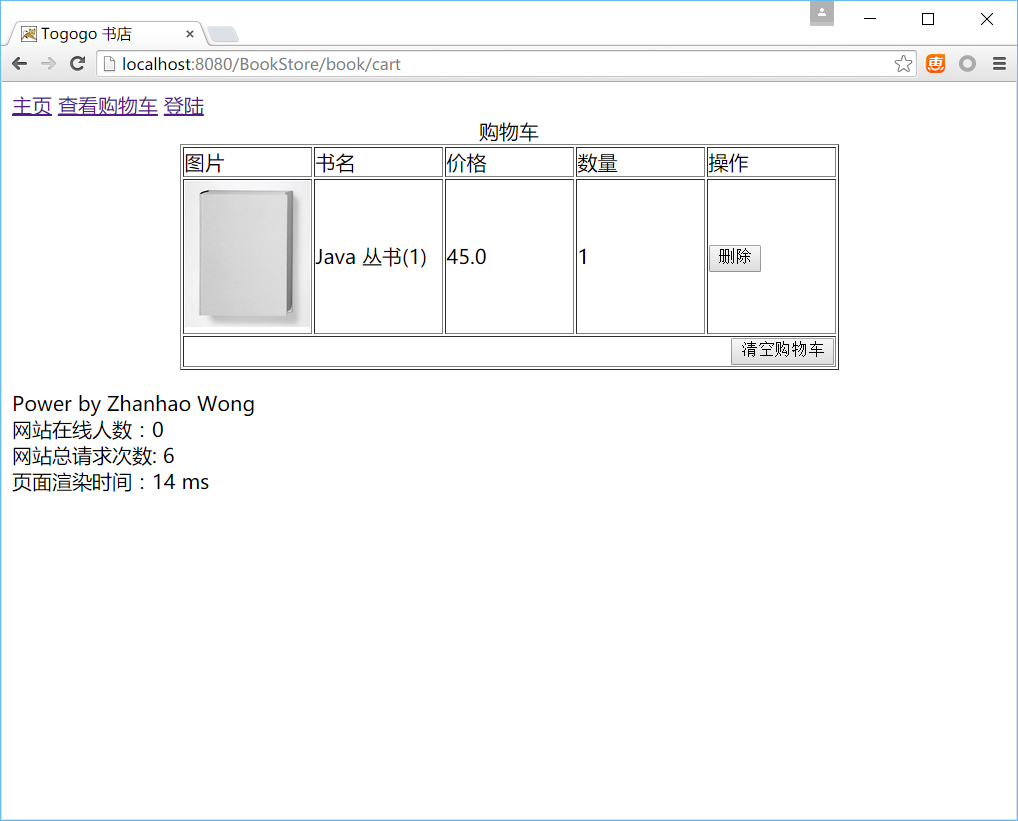 Togogo 书店
localhost:8080/BookStore/book/cart
惠
主页 查看购物车 登陆
购物车
图片 书名 价格 数量 操作
Java 丛书(1) 45.0 1 删除
清空购物车
Power by Zhanhao Wong
网站在线人数：0
网站总请求次数: 6
页面渲染时间：14 ms